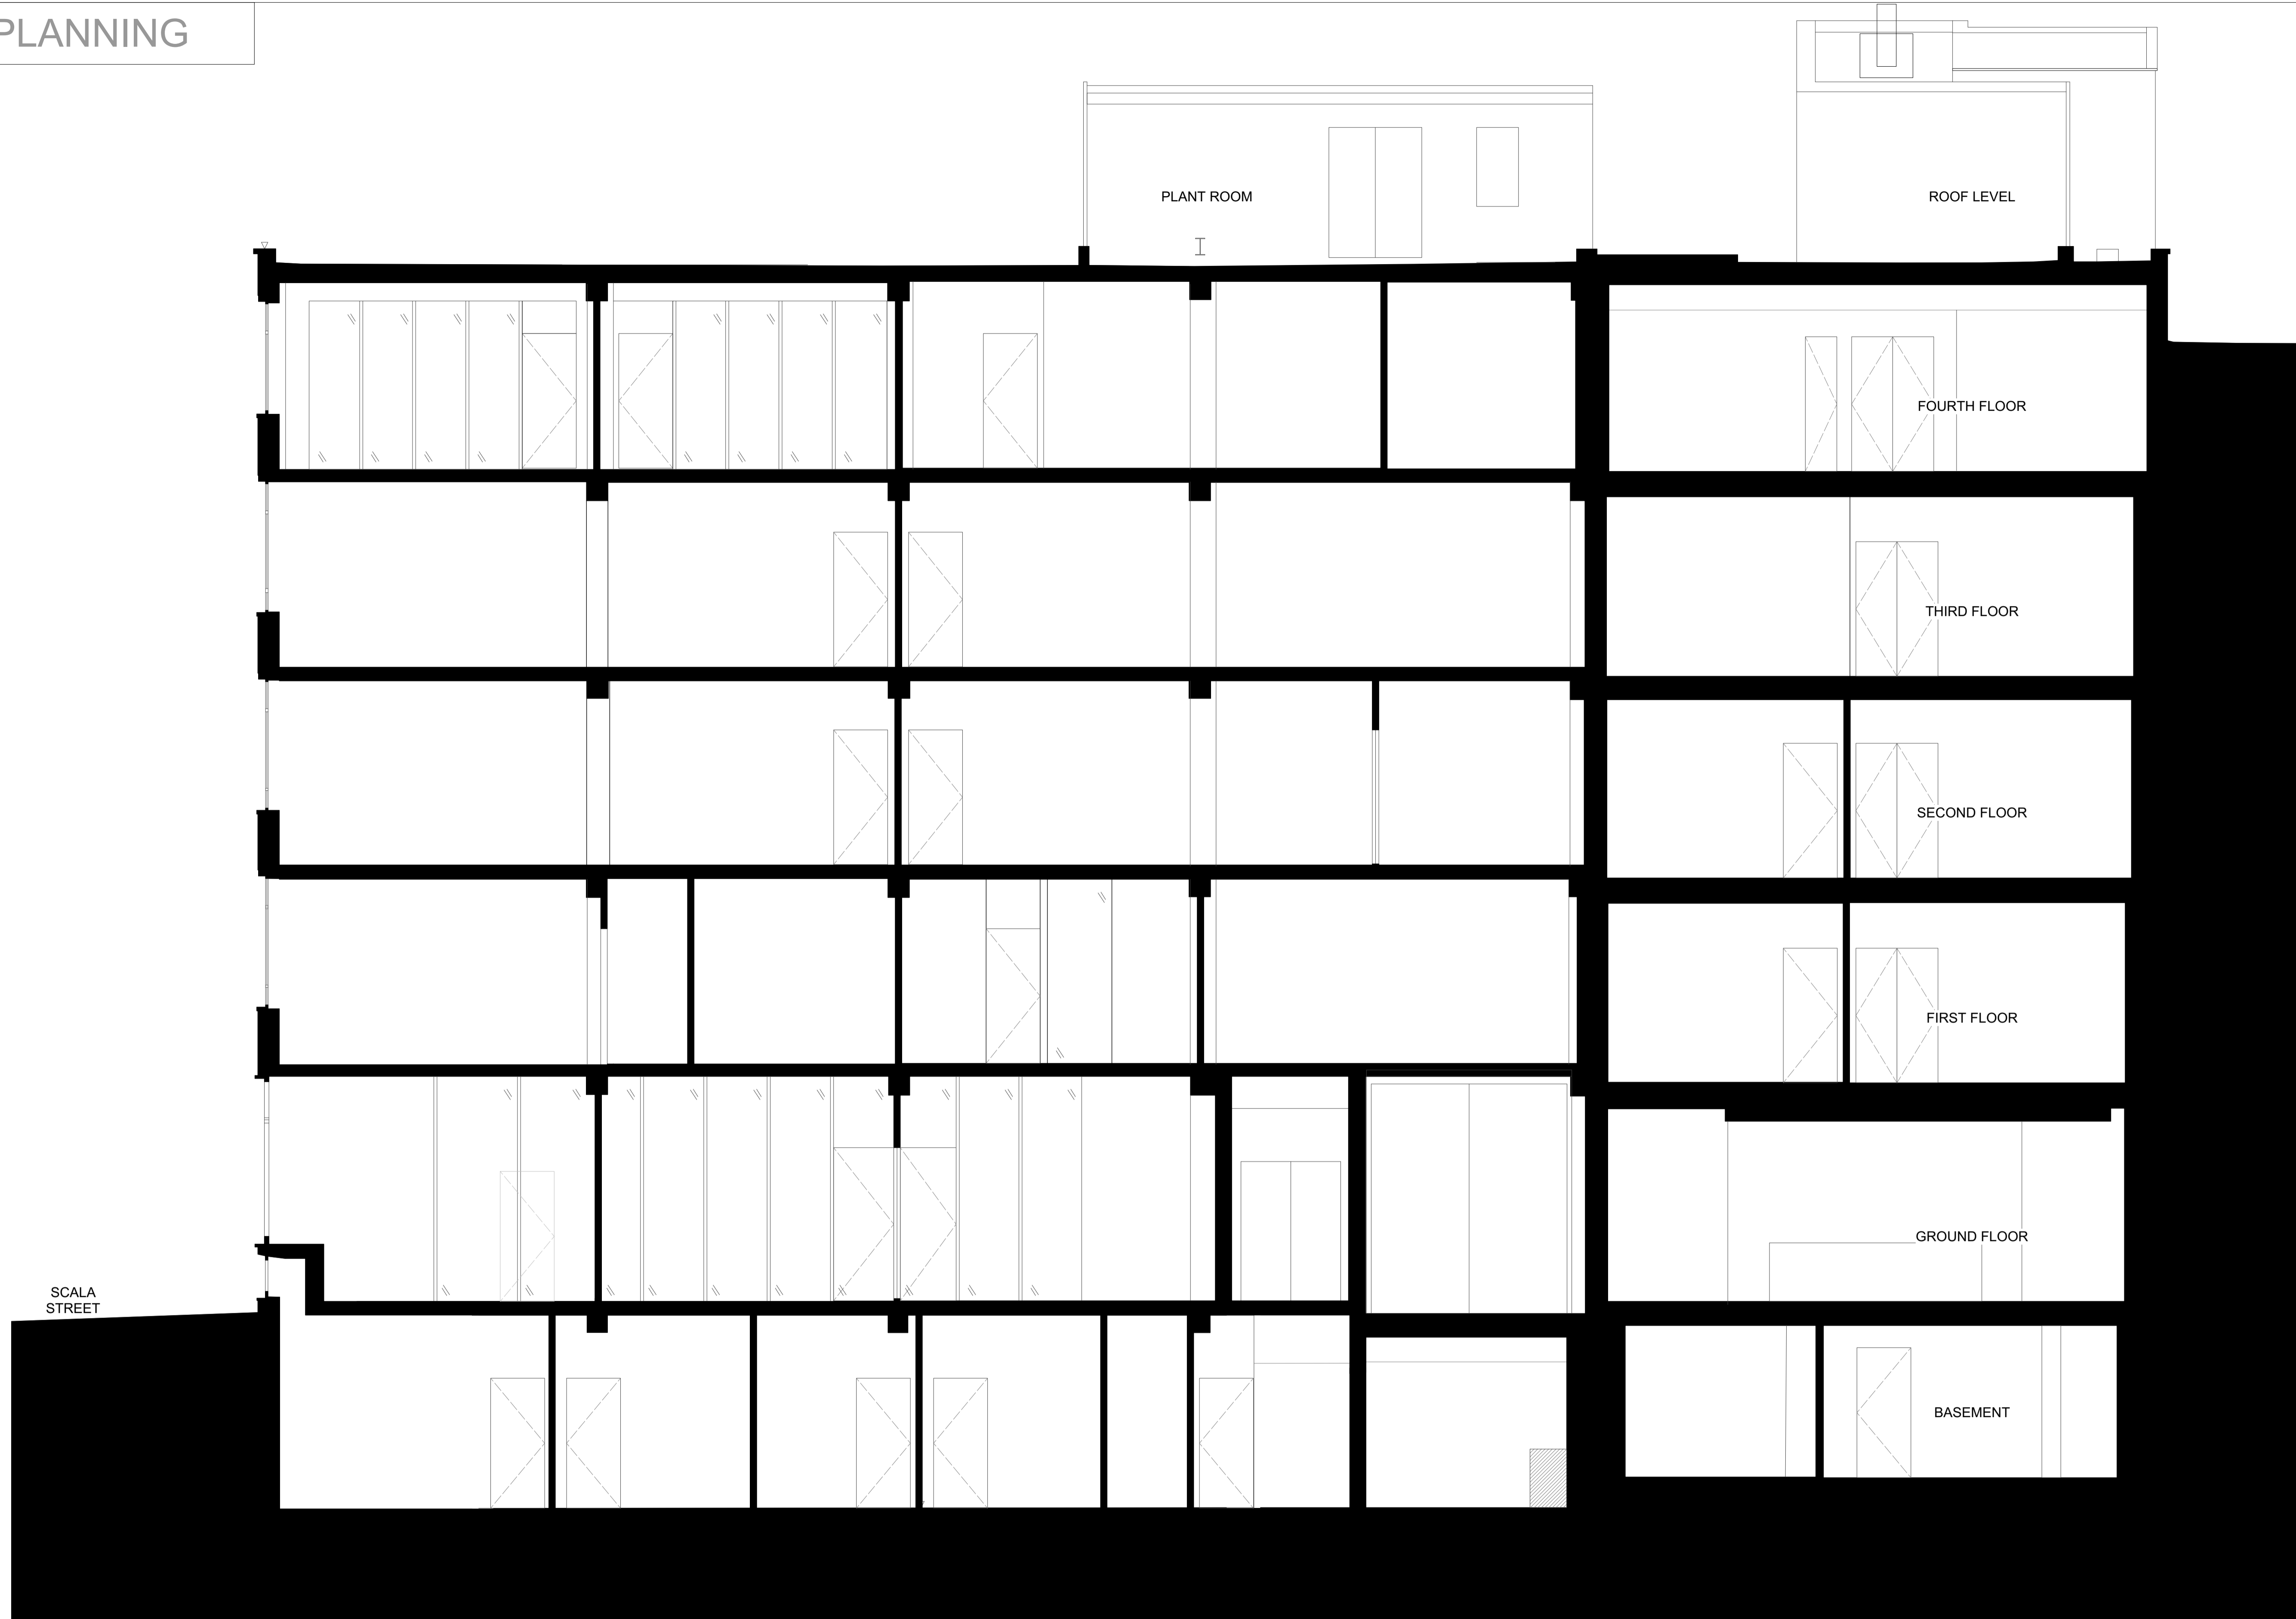 PLANNING
PLANT ROOM
ROOF LEVEL
FOURTH FLOOR
THIRD FLOOR
SECOND FLOOR
FIRST FLOOR
GROUND FLOOR
SCALA
STREET
BASEMENT